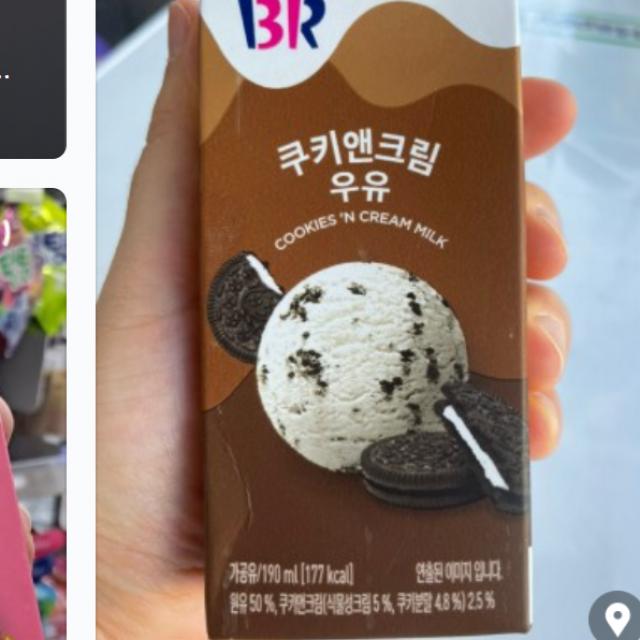 BR
쿠키앤크림
우유
COOKIES 'N CREAM MILK
가공유/190 ml [177 kcal]
연출된 이미지 입니다
원유 50 %, 쿠키앤크림(식물성크림 5 %, 쿠키분말 4.8 %) 2.5 %